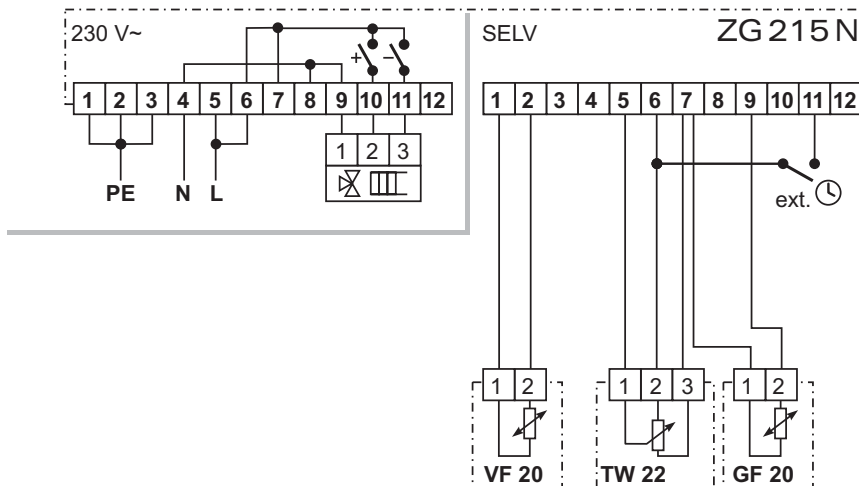 230 V~
SELV
ZG 215 N
+
–
1 2 3 4 5 6 7 8 9 10 11 12
1 2 3 4 5 6 7 8 9 10 11 12
1 2 3
PE N L
ext.
1 2
1 2 3
1 2
VF 20
TW 22
GF 20